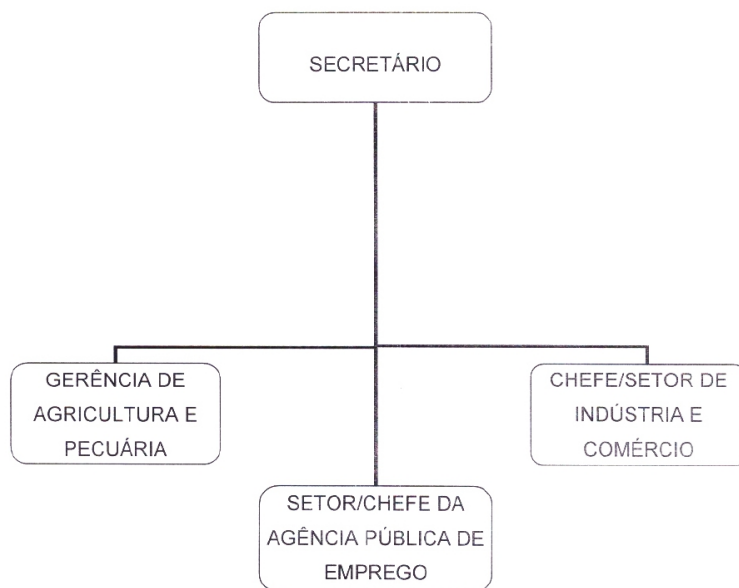 SECRETÁRIO
GERÊNCIA DE
AGRICULTURA E
PECUÁRIA
CHEFE/SETOR DE
INDÚSTRIA E
COMÉRCIO
SETOR/CHEFE DA
AGÊNCIA PÚBLICA DE
EMPREGO